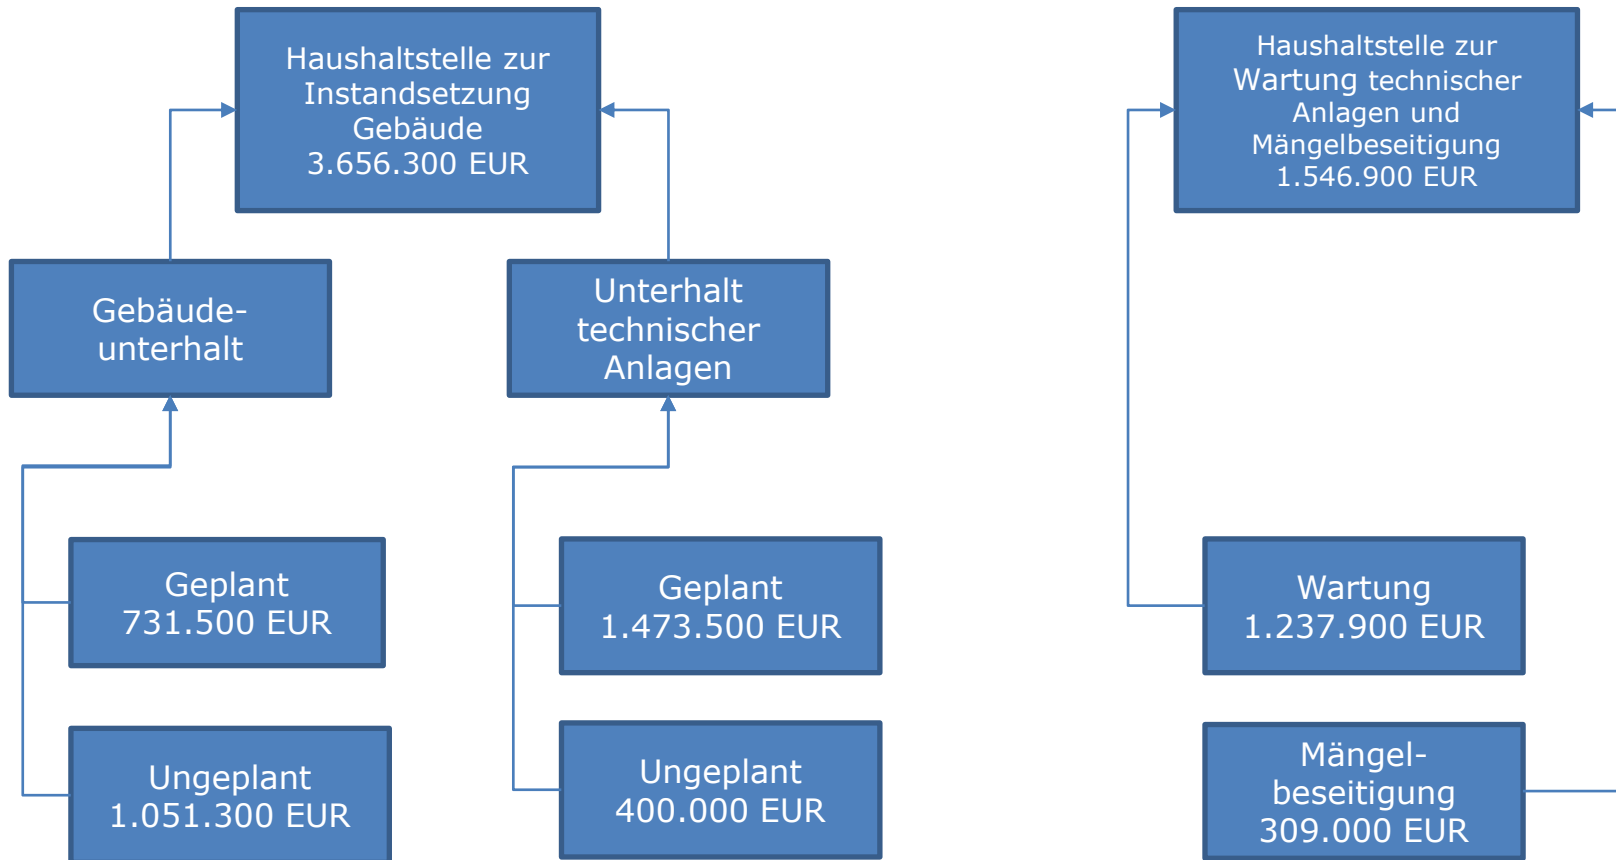 Haushaltstelle zur
Instandsetzung
Gebäude
3.656.300 EUR
Haushaltstelle zur
Wartung technischer
Anlagen und
Mängelbeseitigung
1.546.900 EUR
Gebäude-
unterhalt
Unterhalt
technischer
Anlagen
Geplant
731.500 EUR
Geplant
1.473.500 EUR
Wartung
1.237.900 EUR
Ungeplant
1.051.300 EUR
Ungeplant
400.000 EUR
Mängel-
beseitigung
309.000 EUR